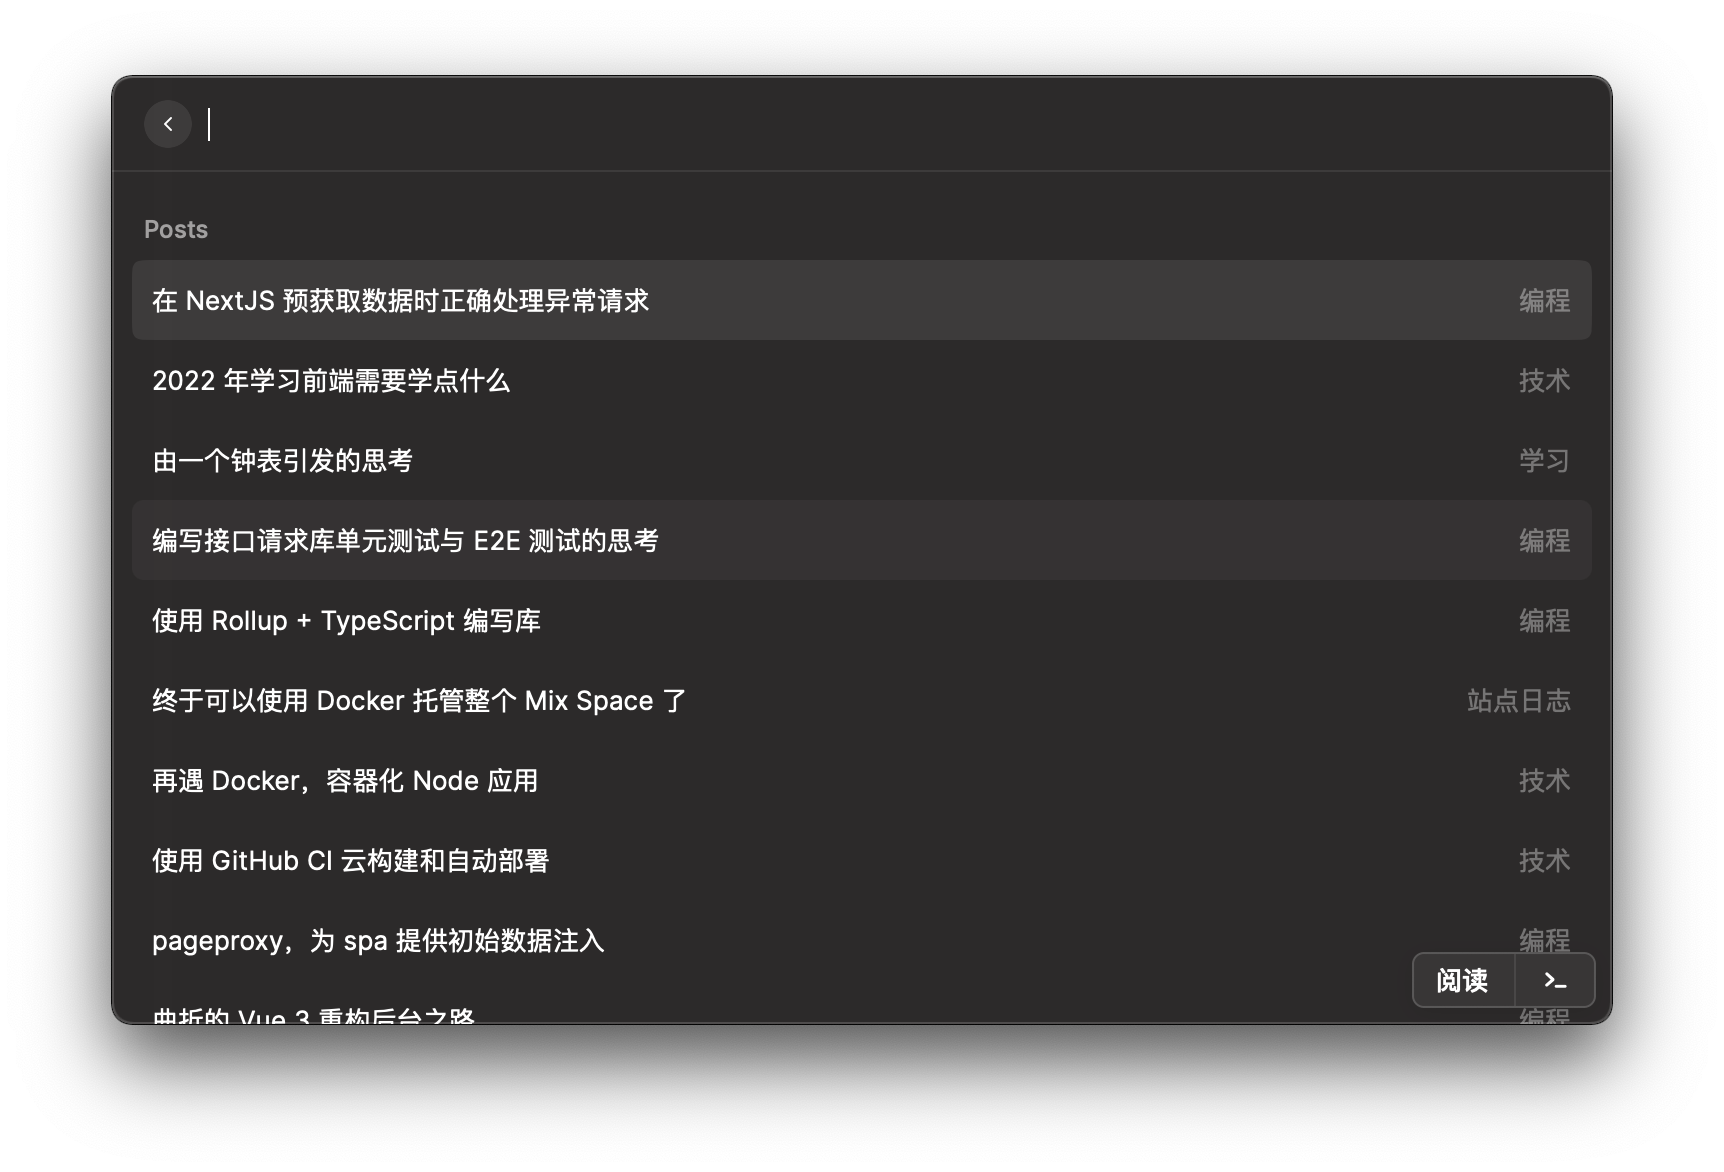 Posts
在 NextJS 预获取数据时正确处理异常请求 编程
2022 年学习前端需要学点什么 技术
由一个钟表引发的思考 学习
编写接口请求库单元测试与 E2E 测试的思考 编程
使用 Rollup + TypeScript 编写库 编程
终于可以使用 Docker 托管整个 Mix Space 了 站点日志
再遇 Docker，容器化 Node 应用 技术
使用 GitHub CI 云构建和自动部署 技术
pageproxy，为 spa 提供初始数据注入 编程
阅读 >_
曲折的 Vue 3 重构后台之路 编程